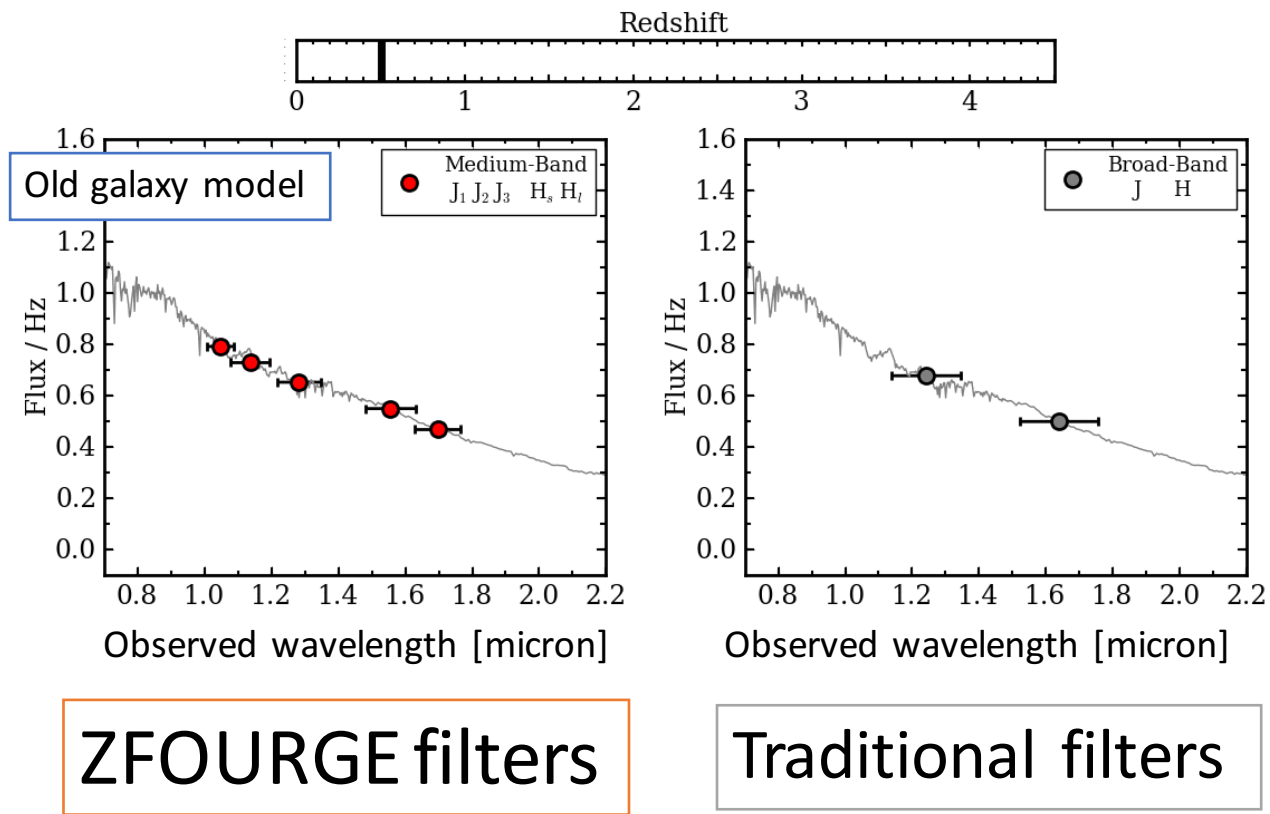 Redshift
0 1 2 3 4
Old galaxy model
Medium-Band
J₁ J₂ J₃ Hₛ Hₗ
1.6
1.4
1.2
1.0
0.8
0.6
0.4
0.2
0.0
Flux / Hz
0.8 1.0 1.2 1.4 1.6 1.8 2.0 2.2
Observed wavelength [micron]
Broad-Band
J H
1.6
1.4
1.2
1.0
0.8
0.6
0.4
0.2
0.0
Flux / Hz
0.8 1.0 1.2 1.4 1.6 1.8 2.0 2.2
Observed wavelength [micron]
ZFOURGE filters
Traditional filters